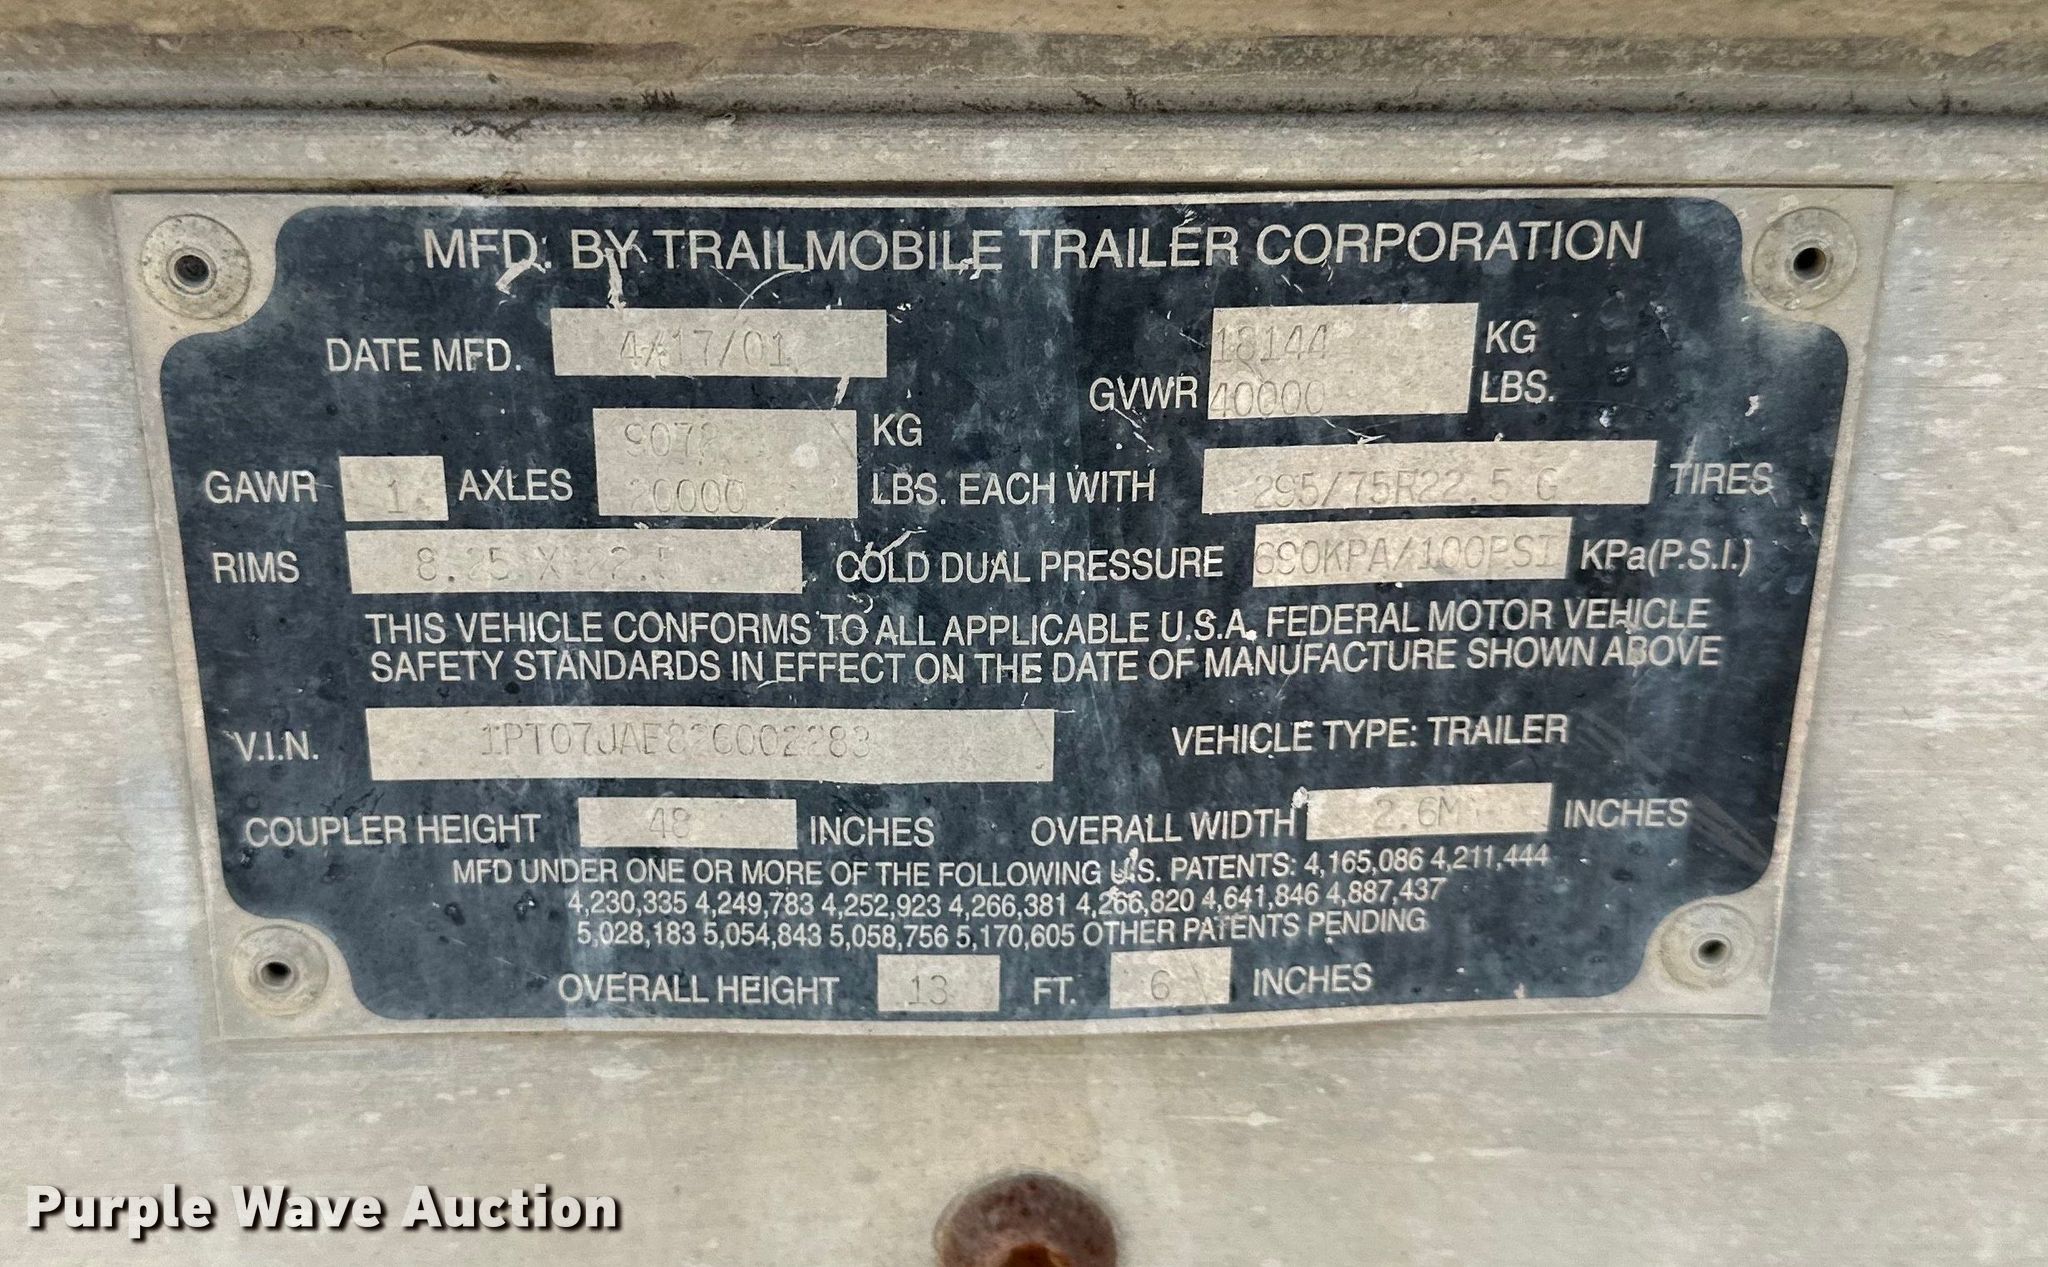 MFD. BY TRAILMOBILE TRAILER CORPORATION
DATE MFD. 4/17/01 GVWR 18144 KG 40000 LBS.
GAWR 1 AXLES KG 20000 LBS. EACH WITH 295/75R22.5 G TIRES
RIMS 8.25 X COLD DUAL PRESSURE 690KPA/100PSI KPa(P.S.I.)
THIS VEHICLE CONFORMS TO ALL APPLICABLE U.S.A. FEDERAL MOTOR VEHICLE
SAFETY STANDARDS IN EFFECT ON THE DATE OF MANUFACTURE SHOWN ABOVE
V.I.N. VEHICLE TYPE: TRAILER
COUPLER HEIGHT 48 INCHES OVERALL WIDTH 2.6M INCHES
MFD UNDER ONE OR MORE OF THE FOLLOWING U.S. PATENTS: 4,165,086 4,211,444
4,230,335 4,249,783 4,252,923 4,266,381 4,266,820 4,641,846 4,887,437
5,028,183 5,054,843 5,058,756 5,170,605 OTHER PATENTS PENDING
OVERALL HEIGHT 13 FT. 6 INCHES
Purple Wave Auction